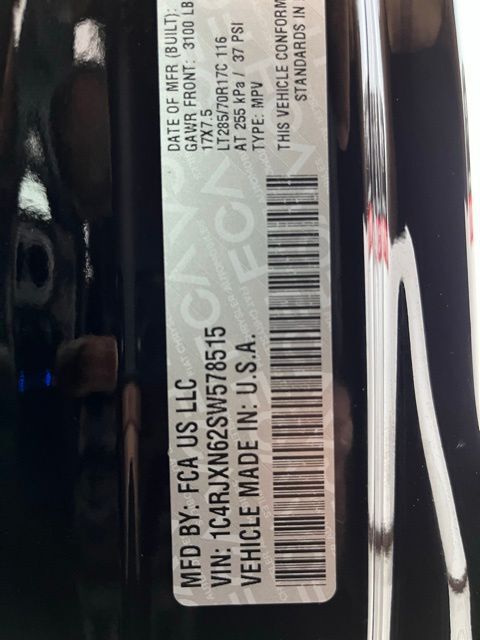 MFD BY: FCA US LLC
DATE OF MFR (BUILT):
GAWR FRONT: 3100 LB
17X7.5
VIN: 1C4RJXN62SW578515
LT285/70R17C 116
AT 255 kPa / 37 PSI
VEHICLE MADE IN: U.S.A.
TYPE: MPV
THIS VEHICLE CONFORM
STANDARDS IN